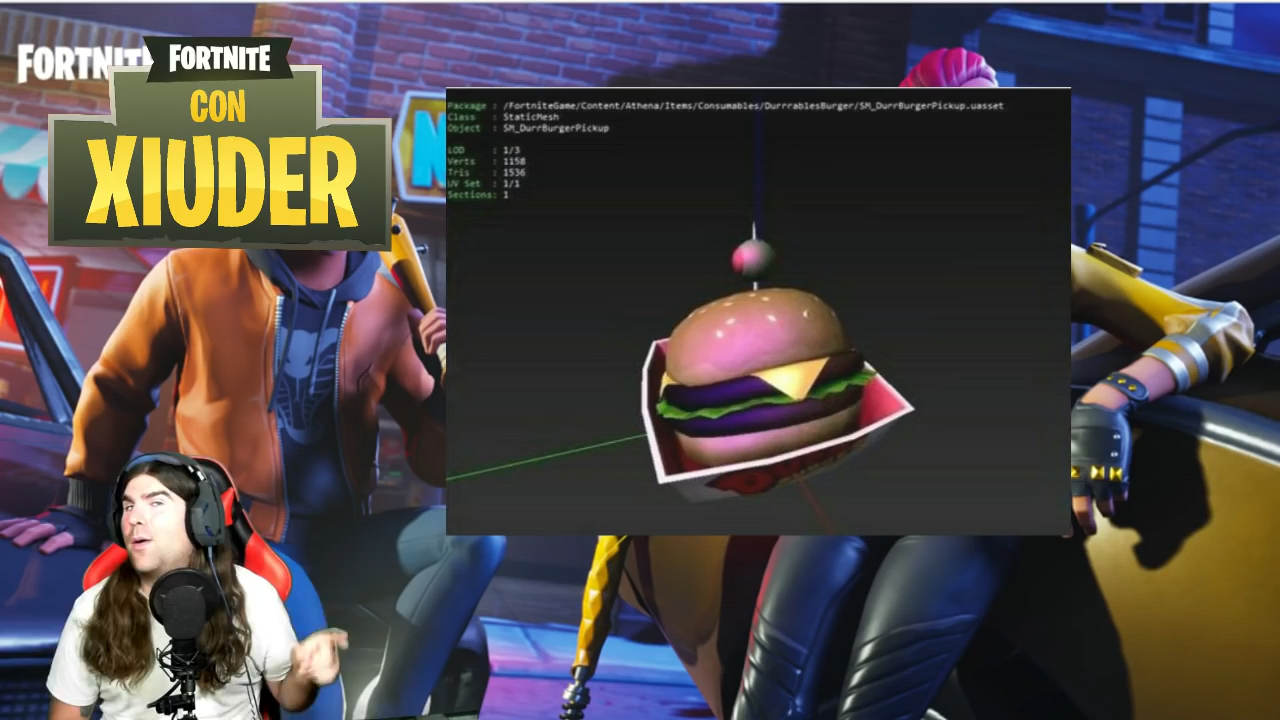 FORTNITE
FORTNITE
CON
XIUDER
Package : /FortniteGame/Content/Athena/Items/Consumables/DurrrablesBurger/SM_DurrBurgerPickup.uasset
Class : StaticMesh
Object : SM_DurrBurgerPickup
LOD : 1/3
Verts : 1158
Tris : 1536
UV Set : 1/1
Sections: 1